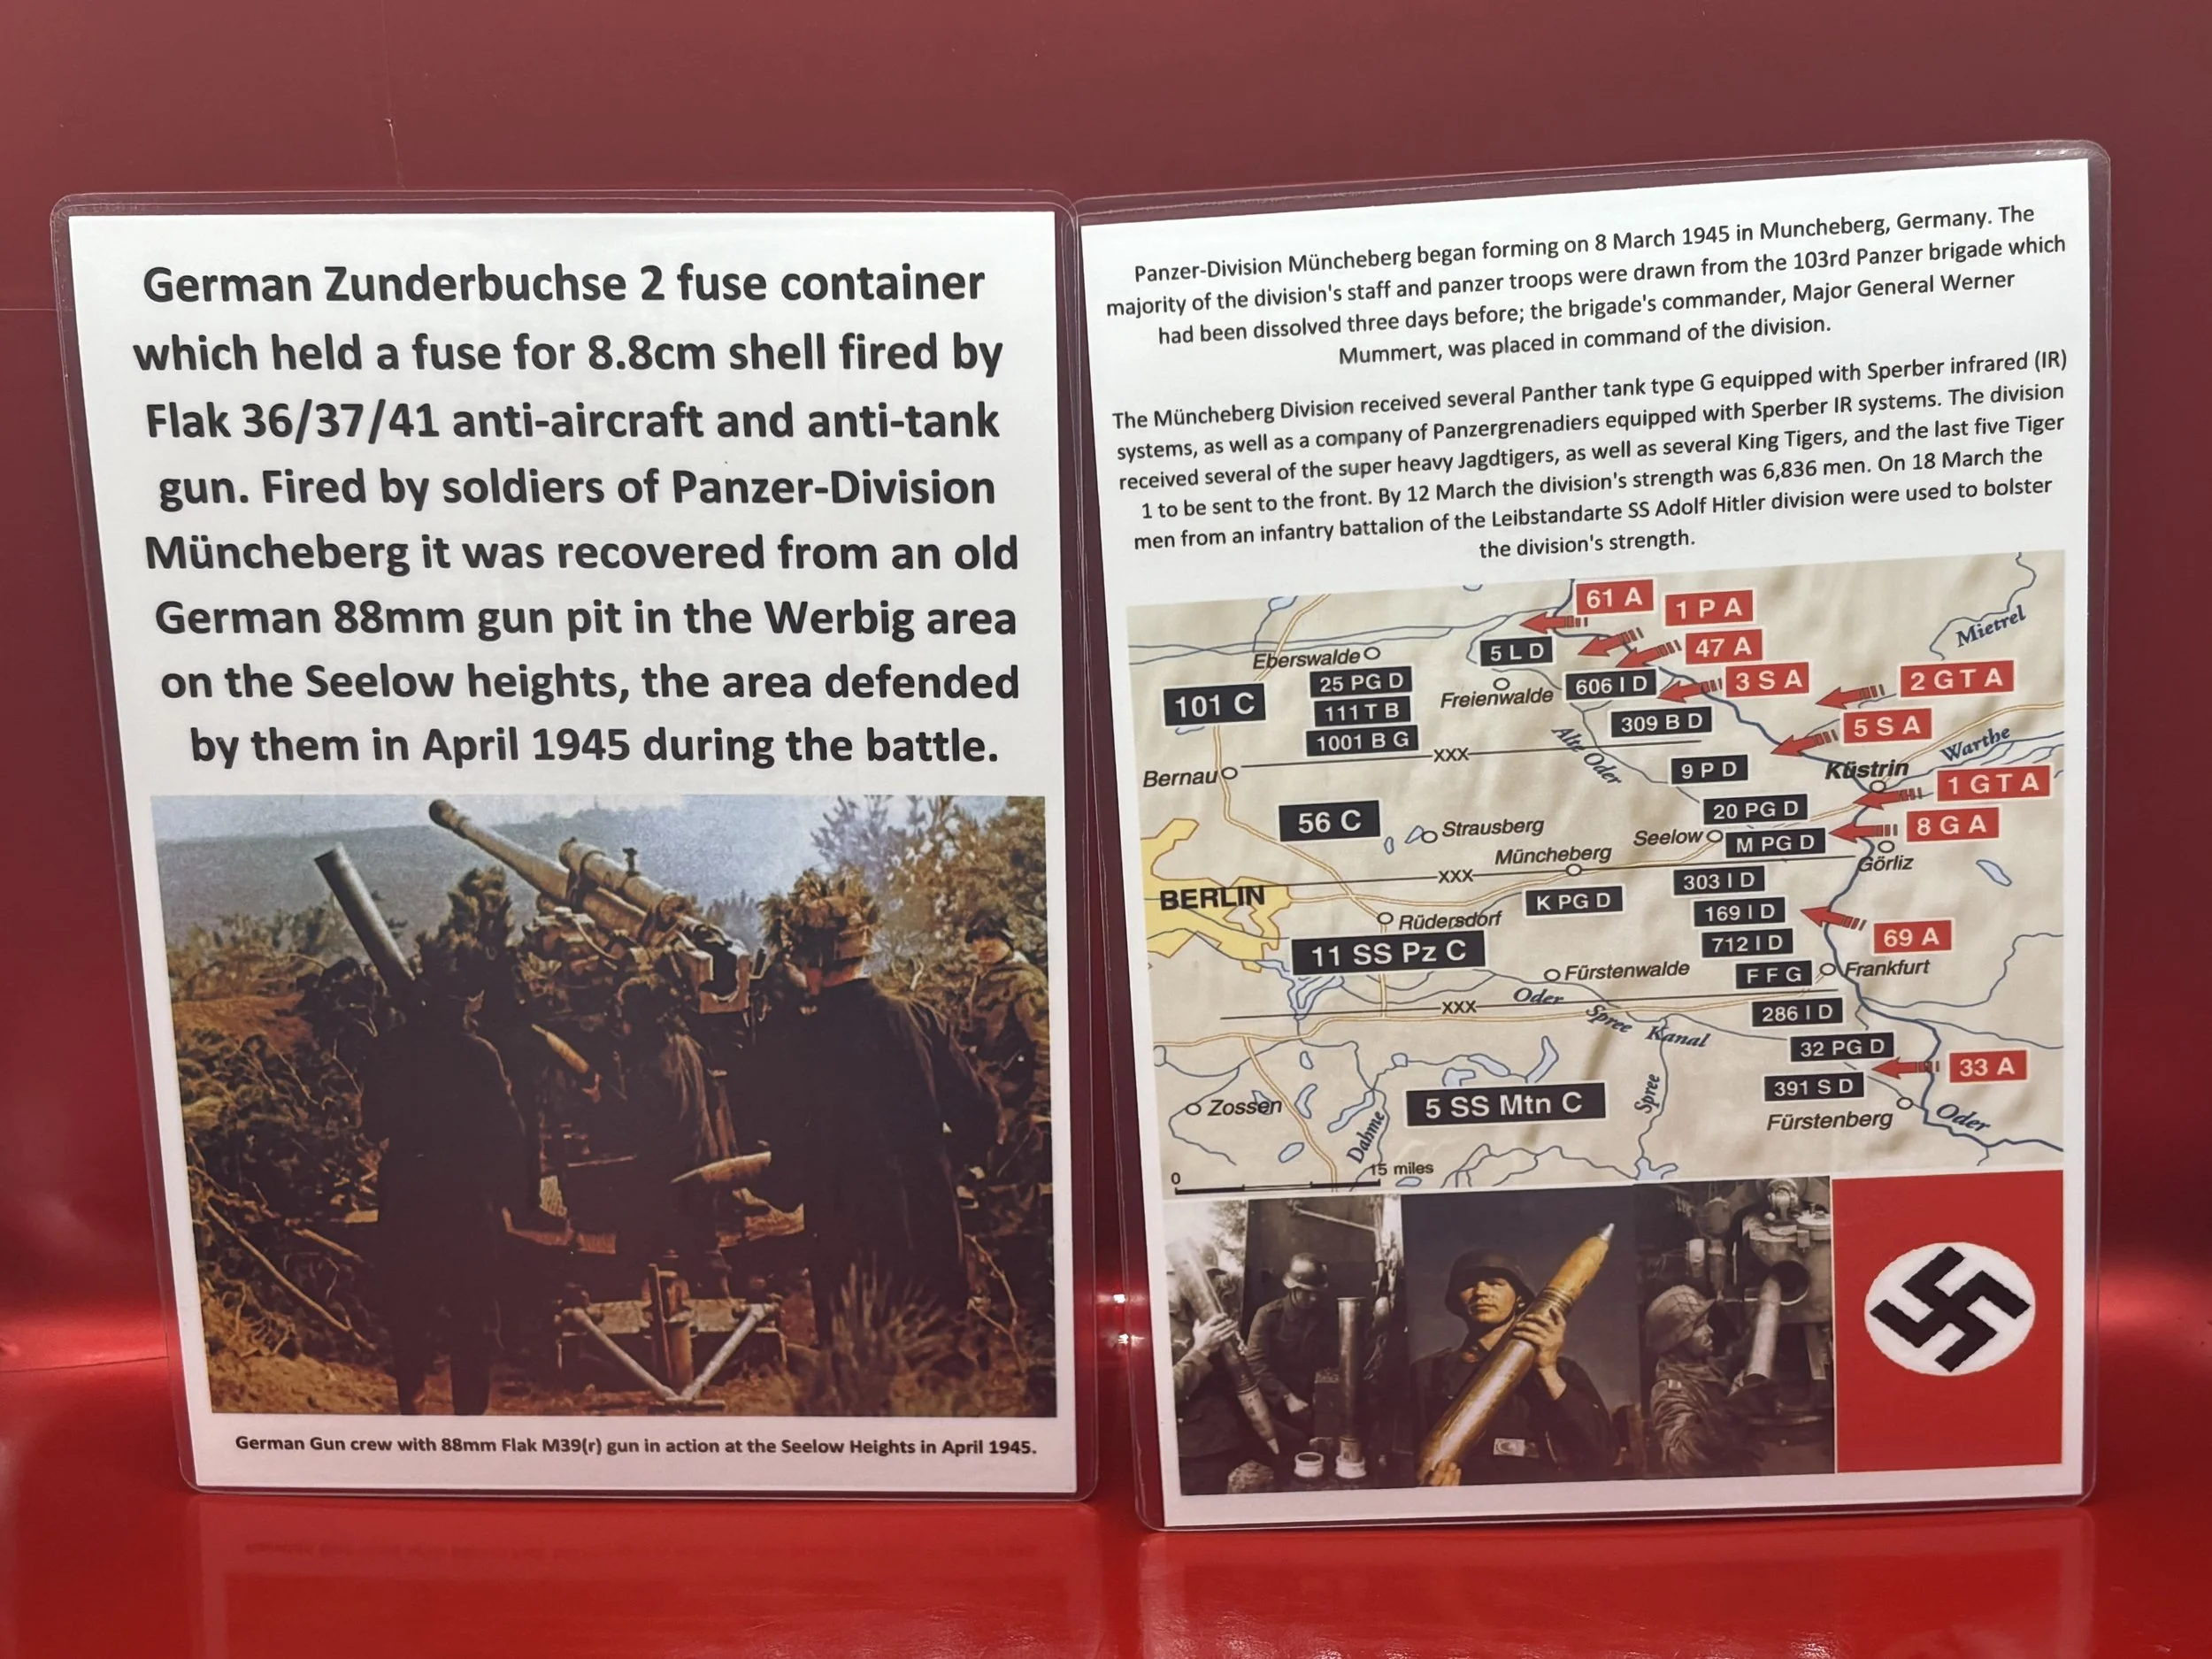 German Zunderbuchse 2 fuse container
which held a fuse for 8.8cm shell fired by
Flak 36/37/41 anti-aircraft and anti-tank
gun. Fired by soldiers of Panzer-Division
Müncheberg it was recovered from an old
German 88mm gun pit in the Werbig area
on the Seelow heights, the area defended
by them in April 1945 during the battle.
German Gun crew with 88mm Flak M39(r) gun in action at the Seelow Heights in April 1945.
Panzer-Division Müncheberg began forming on 8 March 1945 in Muncheberg, Germany. The
majority of the division's staff and panzer troops were drawn from the 103rd Panzer brigade which
had been dissolved three days before; the brigade's commander, Major General Werner
Mummert, was placed in command of the division.
The Müncheberg Division received several Panther tank type G equipped with Sperber infrared (IR)
systems, as well as a company of Panzergrenadiers equipped with Sperber IR systems. The division
received several of the super heavy Jagdtigers, as well as several King Tigers, and the last five Tiger
1 to be sent to the front. By 12 March the division's strength was 6,836 men. On 18 March the
men from an infantry battalion of the Leibstandarte SS Adolf Hitler division were used to bolster
the division's strength.
61 A
1 P A
47 A
Mietrel
Eberswalde
5 L D
25 PG D
Freienwalde
606 I D
3 S A
2 GT A
101 C
111 T B
309 B D
5 S A
1001 B G
XXX
Alte Oder
Warthe
Bernau
9 P D
Küstrin
1 GT A
56 C
20 PG D
Strausberg
Seelow
M PG D
8 G A
Müncheberg
Görliz
XXX
303 I D
BERLIN
K PG D
Rüdersdorf
169 I D
69 A
11 SS Pz C
712 I D
Fürstenwalde
F F G
Frankfurt
XXX
Oder
Spree Kanal
286 I D
32 PG D
33 A
Zossen
5 SS Mtn C
Spree
391 S D
Dahme
Fürstenberg
Oder
0
15 miles